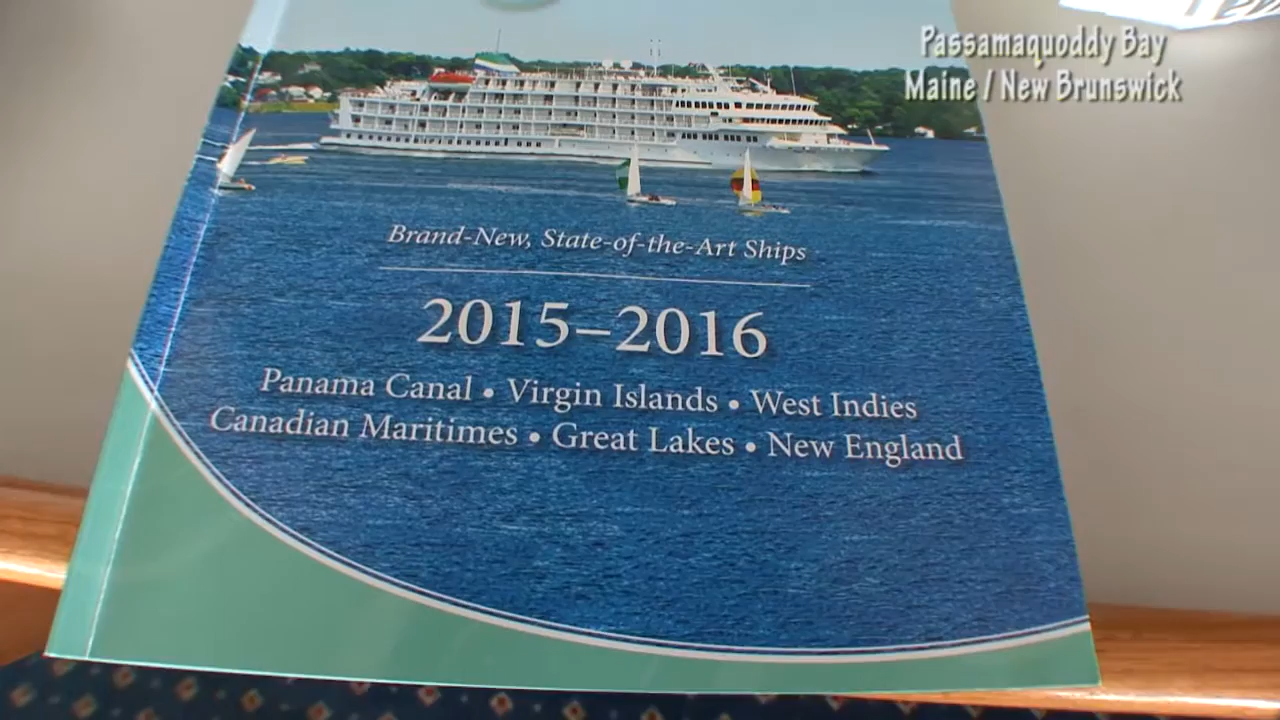 Passamaquoddy Bay
Maine / New Brunswick
Brand-New, State-of-the-Art Ships
2015–2016
Panama Canal • Virgin Islands • West Indies
Canadian Maritimes • Great Lakes • New England